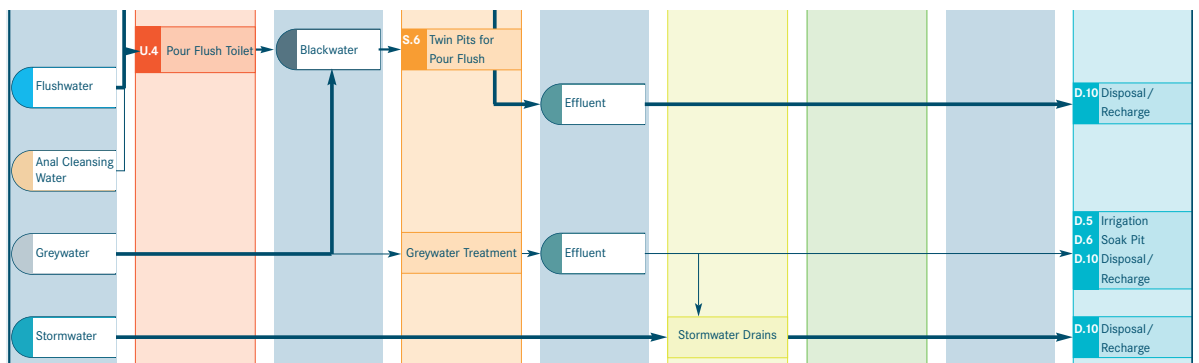 U.4 Pour Flush Toilet
Blackwater
S.6 Twin Pits for
Pour Flush
Flushwater
Effluent
D.10 Disposal /
Recharge
Anal Cleansing
Water
Greywater
Greywater Treatment
Effluent
D.5 Irrigation
D.6 Soak Pit
D.10 Disposal /
Recharge
Stormwater
Stormwater Drains
D.10 Disposal /
Recharge